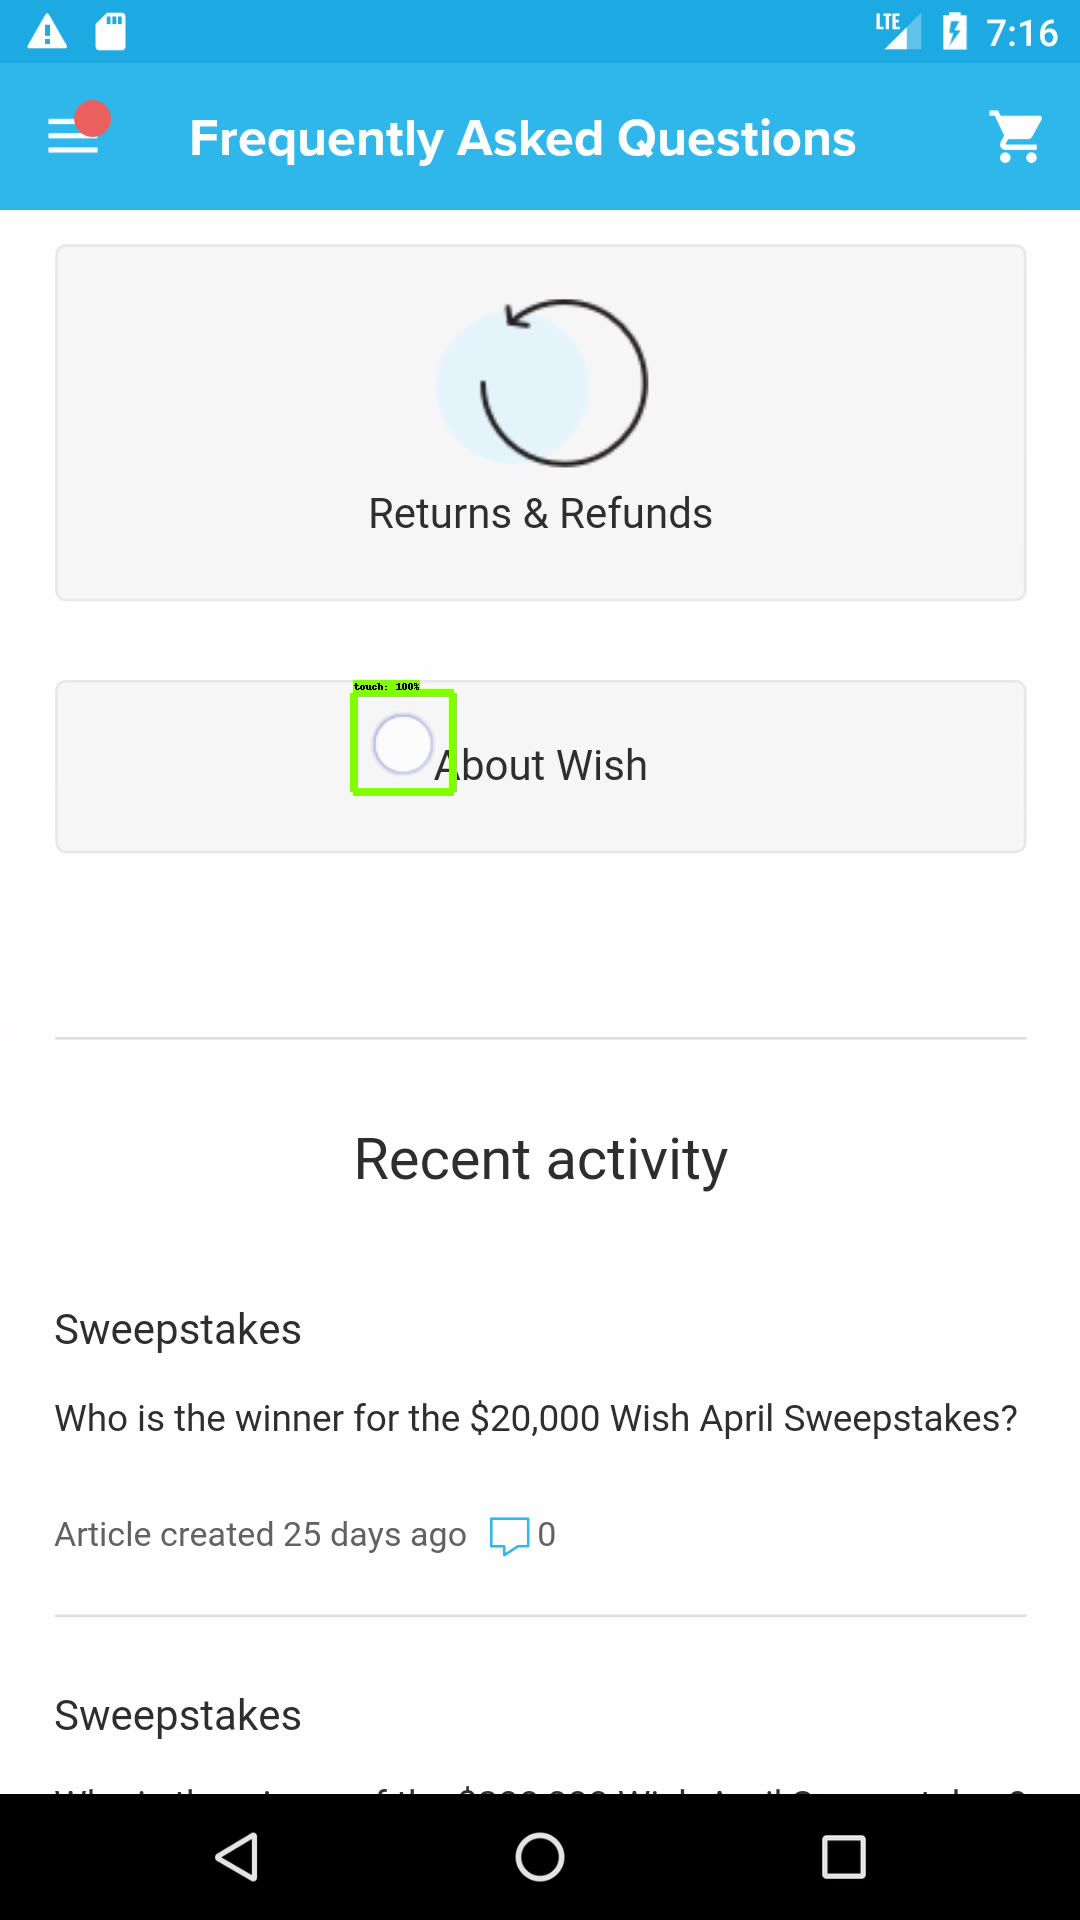 LTE 7:16
Frequently Asked Questions
Returns & Refunds
touch: 100%
About Wish
Recent activity
Sweepstakes
Who is the winner for the $20,000 Wish April Sweepstakes?
Article created 25 days ago 0
Sweepstakes